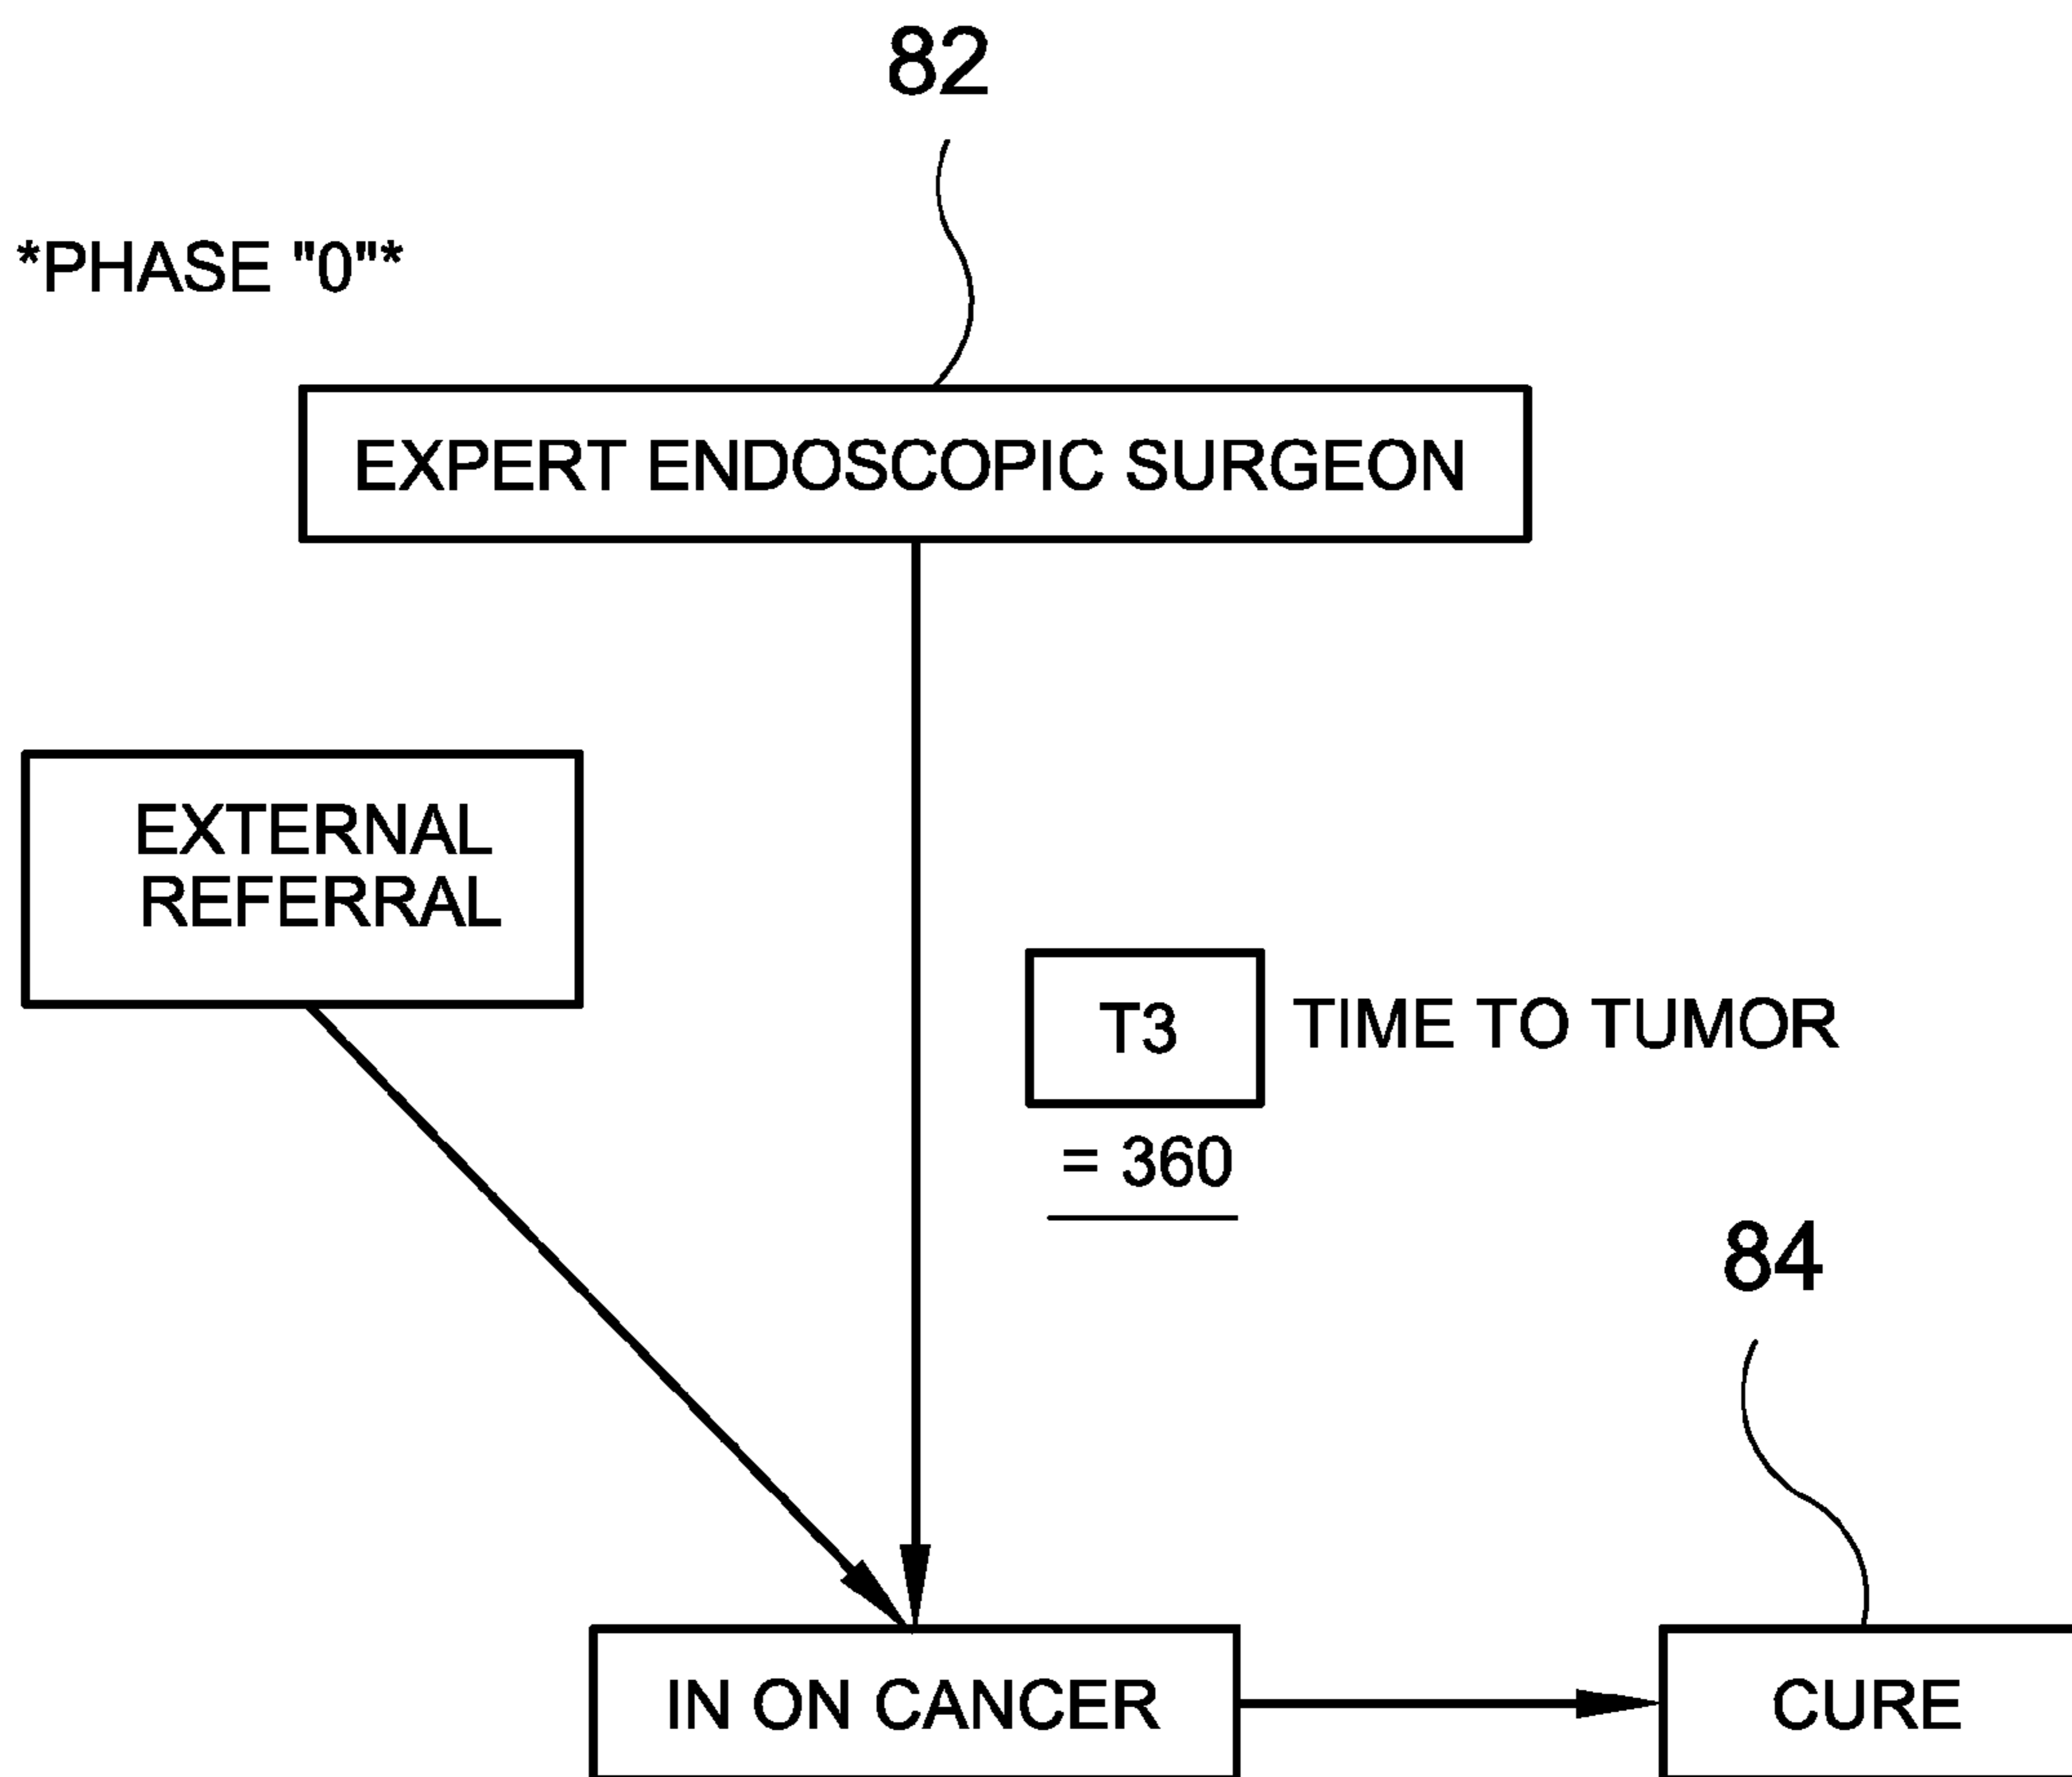 82
*PHASE "0"*
EXPERT ENDOSCOPIC SURGEON
EXTERNAL
REFERRAL
T3
TIME TO TUMOR
= 360
84
IN ON CANCER
CURE